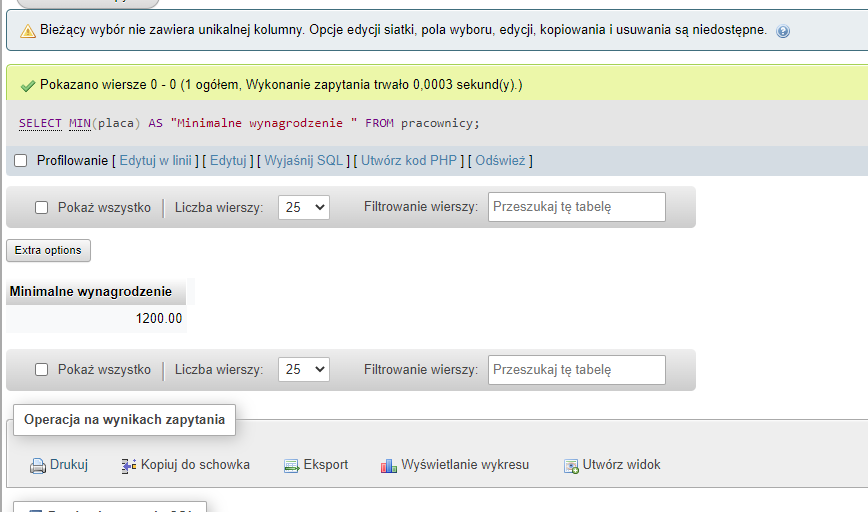 Bieżący wybór nie zawiera unikalnej kolumny. Opcje edycji siatki, pola wyboru, edycji, kopiowania i usuwania są niedostępne.
Pokazano wiersze 0 - 0 (1 ogółem, Wykonanie zapytania trwało 0,0003 sekund(y).)
SELECT MIN(placa) AS "Minimalne wynagrodzenie " FROM pracownicy;
Profilowanie [ Edytuj w linii ] [ Edytuj ] [ Wyjaśnij SQL ] [ Utwórz kod PHP ] [ Odśwież ]
Pokaż wszystko Liczba wierszy: 25 Filtrowanie wierszy: Przeszukaj tę tabelę
Extra options
Minimalne wynagrodzenie
1200.00
Pokaż wszystko Liczba wierszy: 25 Filtrowanie wierszy: Przeszukaj tę tabelę
Operacja na wynikach zapytania
Drukuj Kopiuj do schowka Eksport Wyświetlanie wykresu Utwórz widok